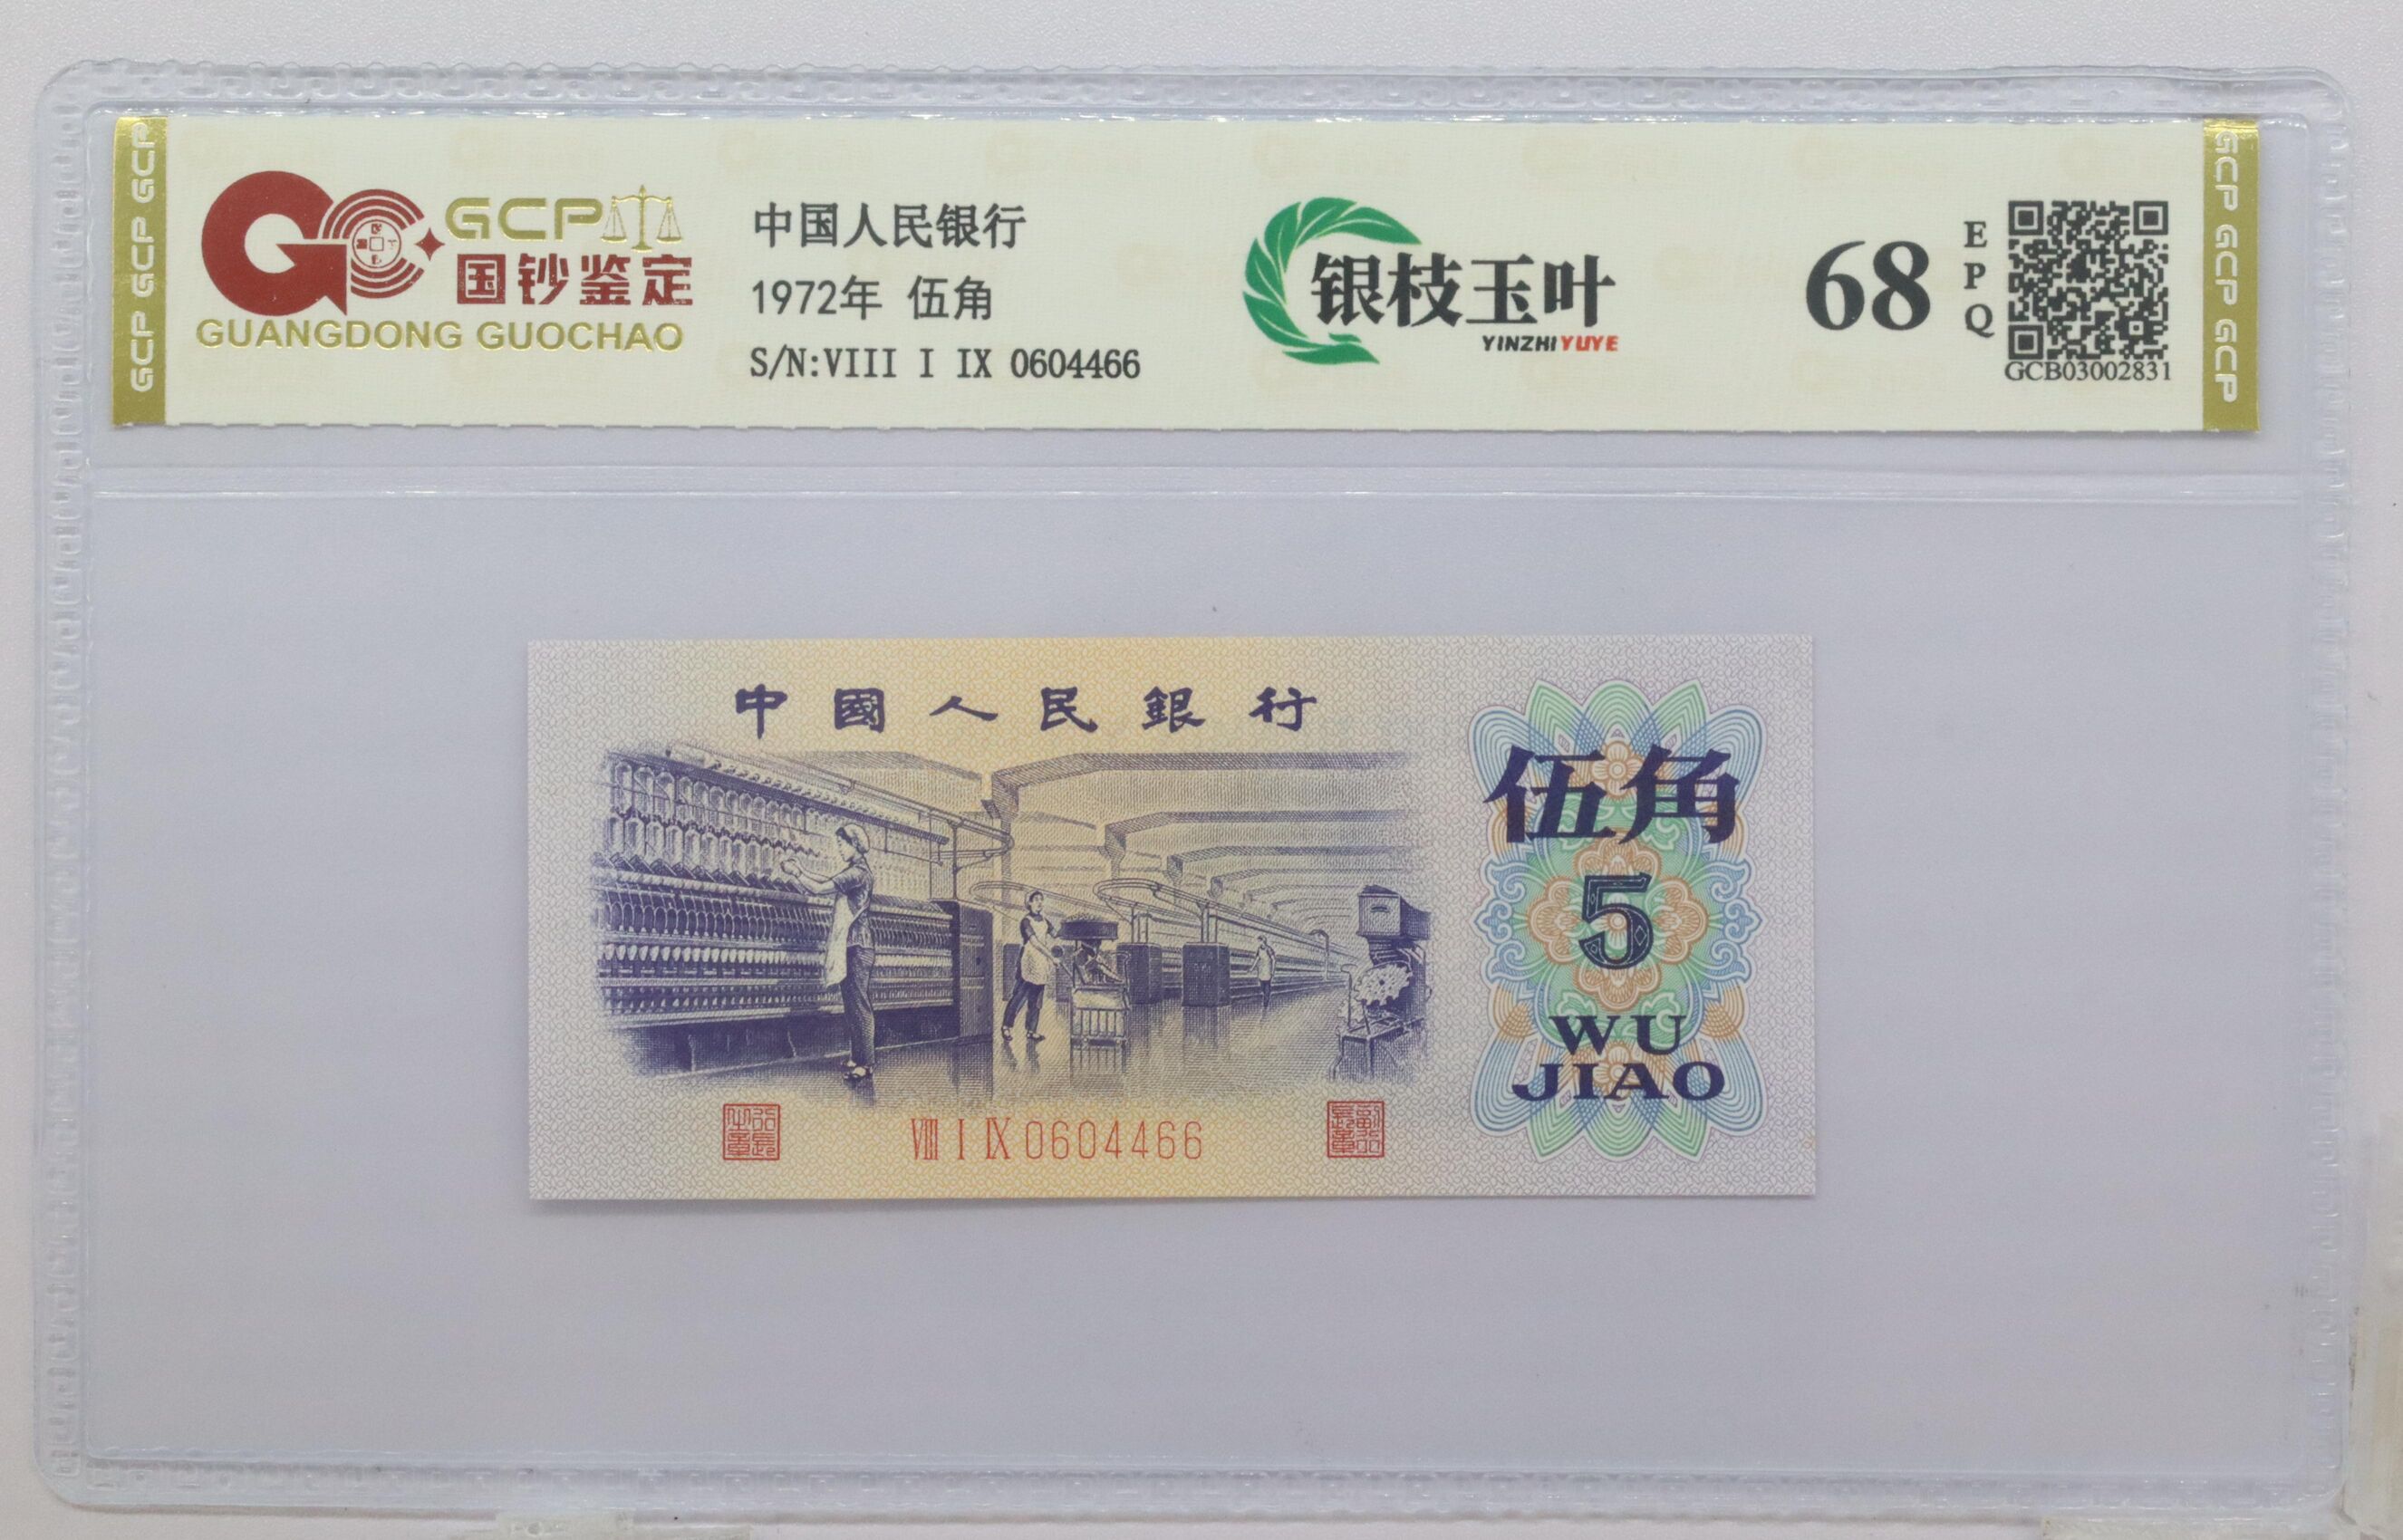 GCP GCP GCP
GCP
国钞鉴定
GUANGDONG GUOCHAO
中国人民银行
1972年 伍角
S/N:VIII I IX 0604466
银枝玉叶
YINZHIYUYE
68
EPQ
GCB03002831
GCP GCP GCP
中國人民銀行
伍角
5
WU
JIAO
VIII I IX 0604466